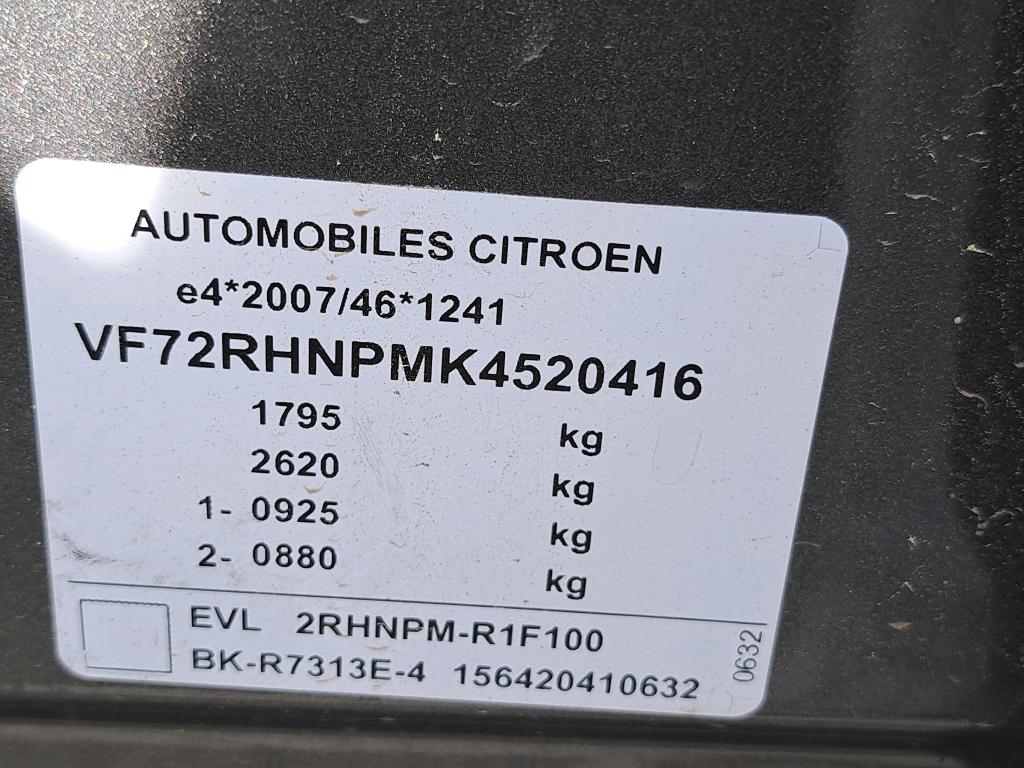 AUTOMOBILES CITROEN
e4*2007/46*1241
VF72RHNPMK4520416
1795 kg
2620 kg
1- 0925 kg
2- 0880 kg
EVL 2RHNPM-R1F100
BK-R7313E-4 156420410632
0632